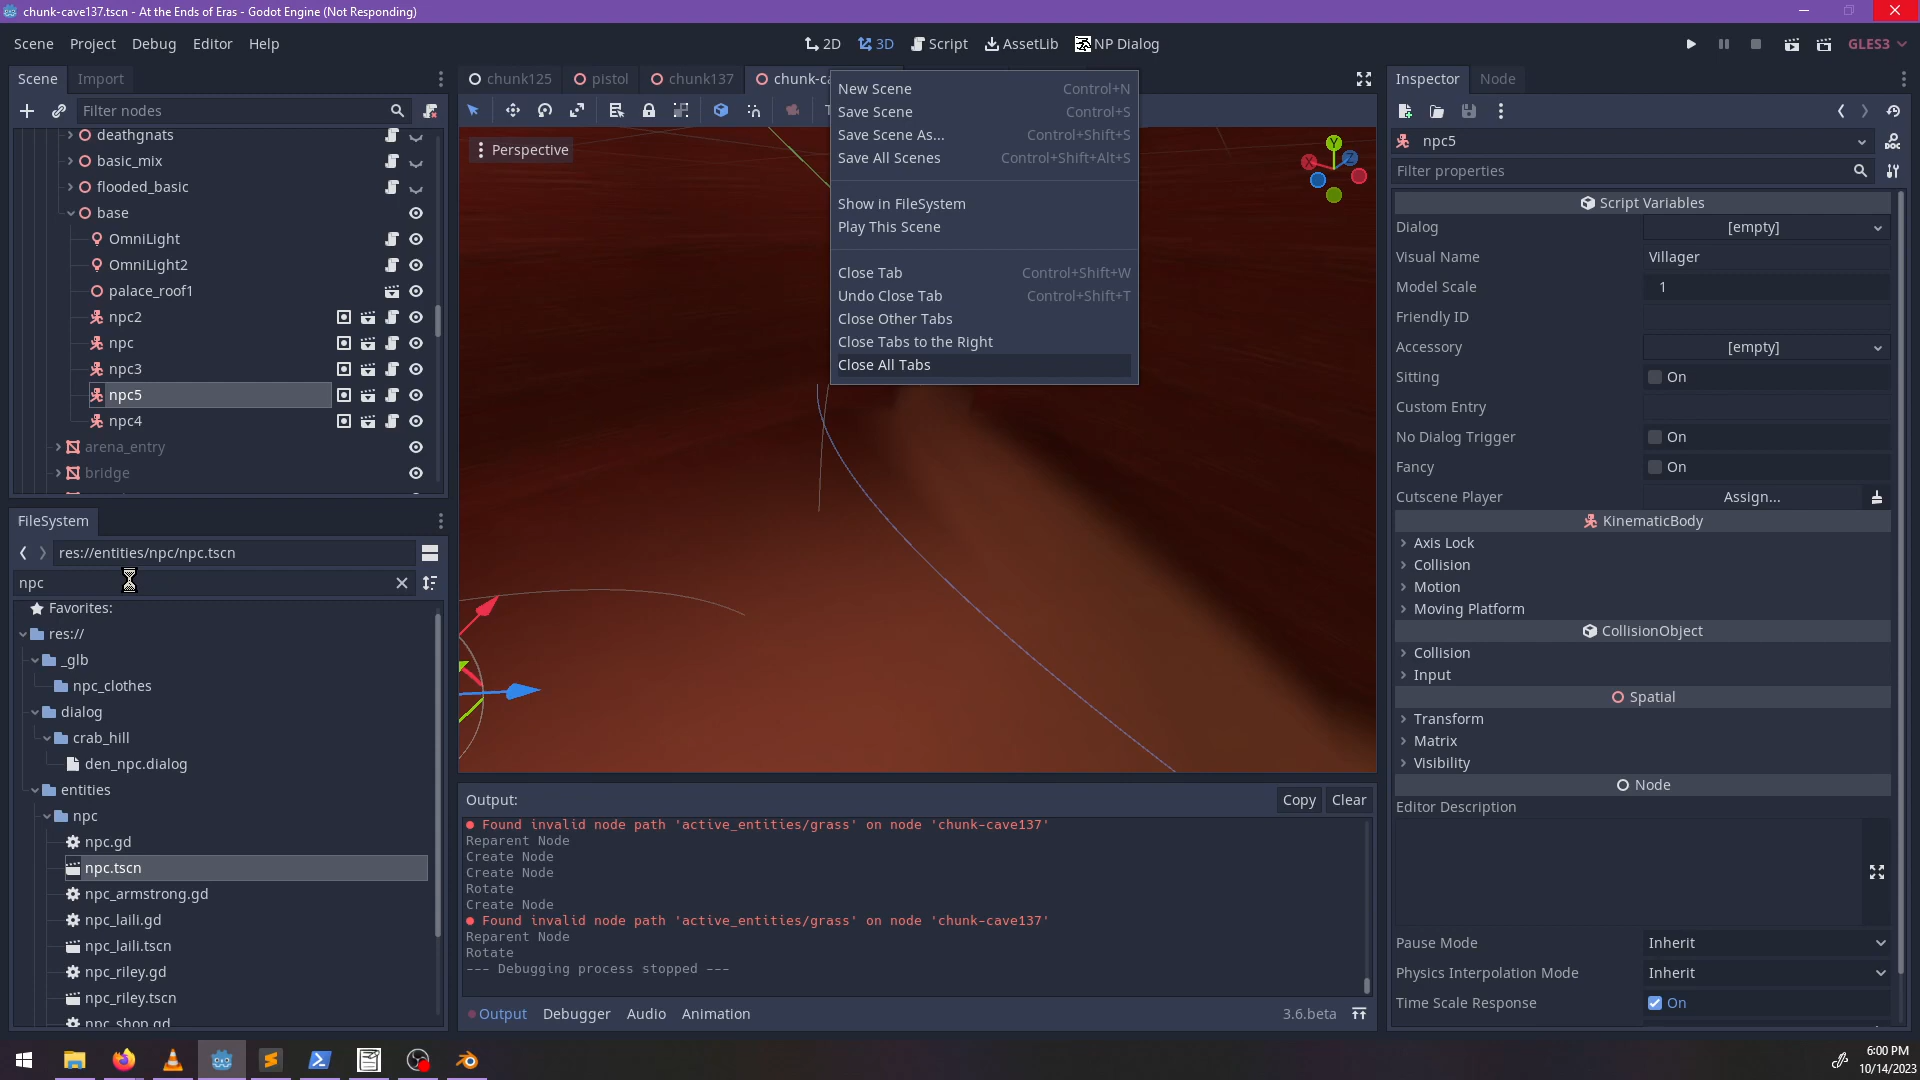 chunk-cave137.tscn - At the Ends of Eras - Godot Engine (Not Responding)
Scene Project Debug Editor Help
2D 3D Script AssetLib NP Dialog
GLES3
Scene Import
Filter nodes
deathgnats
basic_mix
flooded_basic
base
OmniLight
OmniLight2
palace_roof1
npc2
npc
npc3
npc5
npc4
arena_entry
bridge
FileSystem
res://entities/npc/npc.tscn
npc
Favorites:
res://
_glb
npc_clothes
dialog
crab_hill
den_npc.dialog
entities
npc
npc.gd
npc.tscn
npc_armstrong.gd
npc_laili.gd
npc_laili.tscn
npc_riley.gd
npc_riley.tscn
npc_shop.gd
chunk125 pistol chunk137 chunk-ca
Perspective
X Y Z
New Scene Control+N
Save Scene Control+S
Save Scene As... Control+Shift+S
Save All Scenes Control+Shift+Alt+S
Show in FileSystem
Play This Scene
Close Tab Control+Shift+W
Undo Close Tab Control+Shift+T
Close Other Tabs
Close Tabs to the Right
Close All Tabs
Output:
Copy Clear
Found invalid node path 'active_entities/grass' on node 'chunk-cave137'
Reparent Node
Create Node
Create Node
Rotate
Create Node
Found invalid node path 'active_entities/grass' on node 'chunk-cave137'
Reparent Node
Rotate
--- Debugging process stopped ---
Output Debugger Audio Animation
3.6.beta
Inspector Node
npc5
Filter properties
Script Variables
Dialog [empty]
Visual Name Villager
Model Scale 1
Friendly ID
Accessory [empty]
Sitting On
Custom Entry
No Dialog Trigger On
Fancy On
Cutscene Player Assign...
KinematicBody
Axis Lock
Collision
Motion
Moving Platform
CollisionObject
Collision
Input
Spatial
Transform
Matrix
Visibility
Node
Editor Description
Pause Mode Inherit
Physics Interpolation Mode Inherit
Time Scale Response On
6:00 PM
10/14/2023